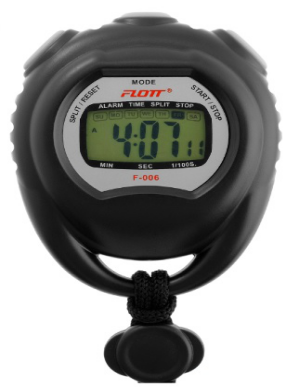 MODE
SPLIT / RESET
START / STOP
FLOTT®
ALARM TIME SPLIT STOP
A
4:07 11
MIN SEC 1/100S.
F-006